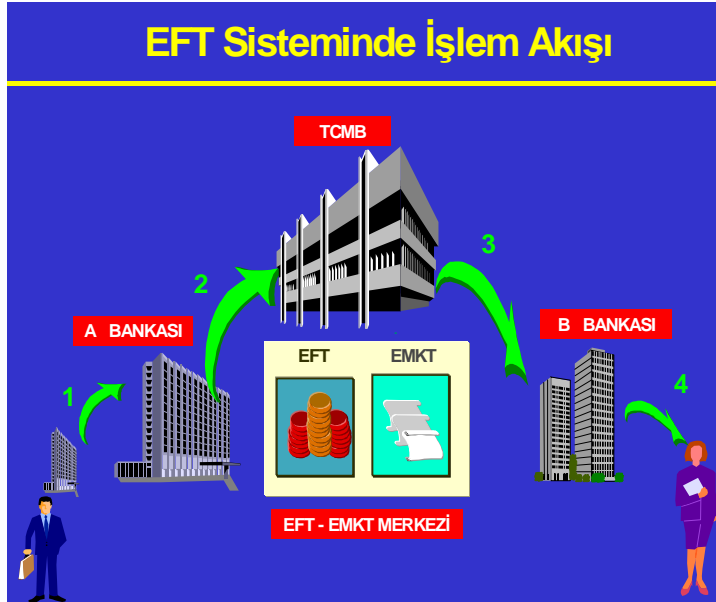 EFT Sisteminde İşlem Akışı
TCMB
3
2
A BANKASI
B BANKASI
EFT EMKT
1
4
EFT - EMKT MERKEZİ